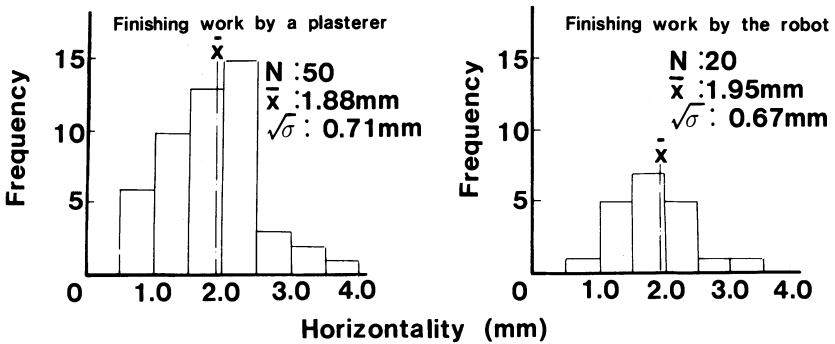 Finishing work by a plasterer
x̄
N :50
x̄ :1.88mm
√σ : 0.71mm
Frequency
15
10
5
0
1.0 2.0 3.0 4.0
Finishing work by the robot
N :20
x̄ :1.95mm
√σ : 0.67mm
x̄
Frequency
15
10
5
0
1.0 2.0 3.0 4.0
Horizontality (mm)